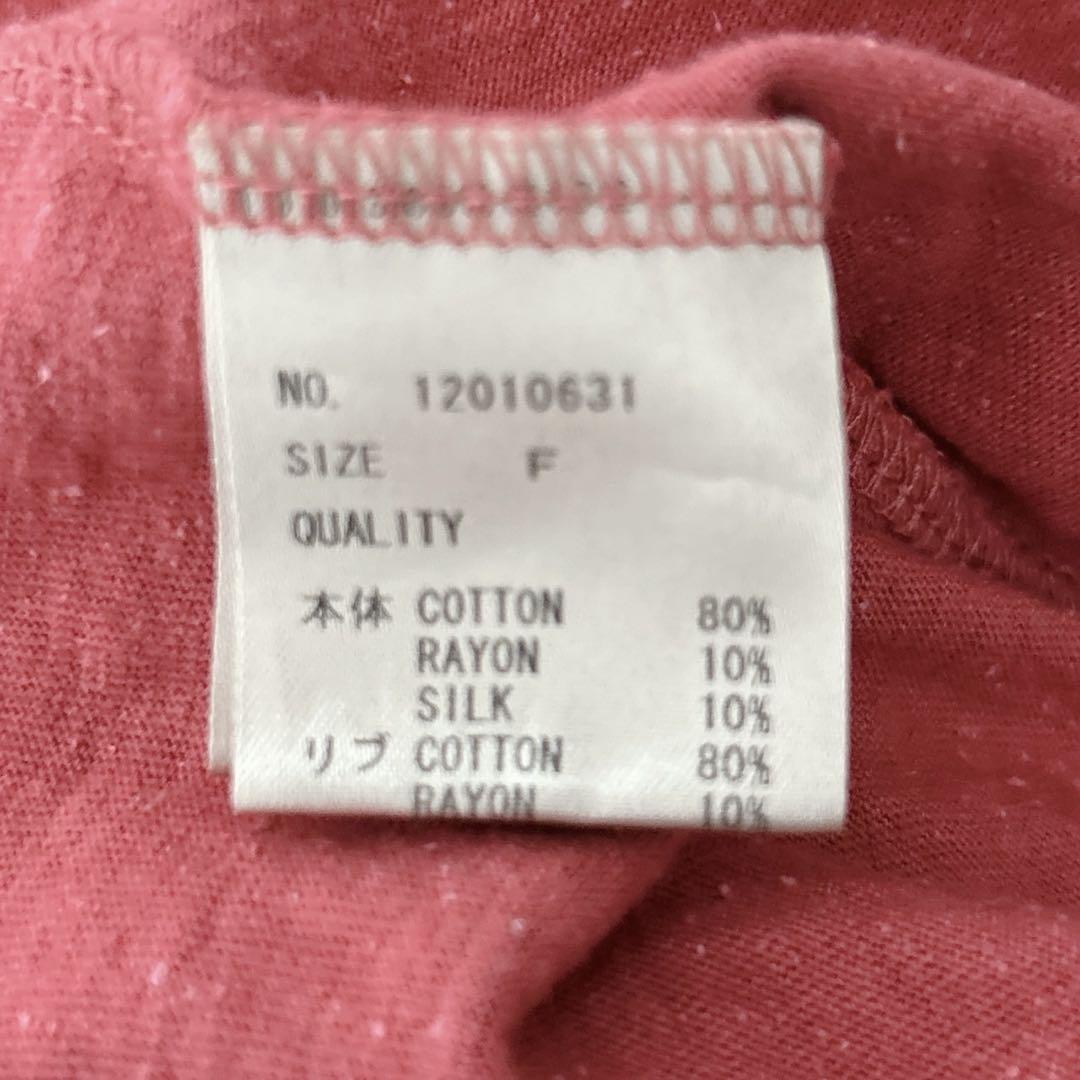 NO. 12010631
SIZE F
QUALITY
本体 COTTON 80%
RAYON 10%
SILK 10%
リブ COTTON 80%
RAYON 10%